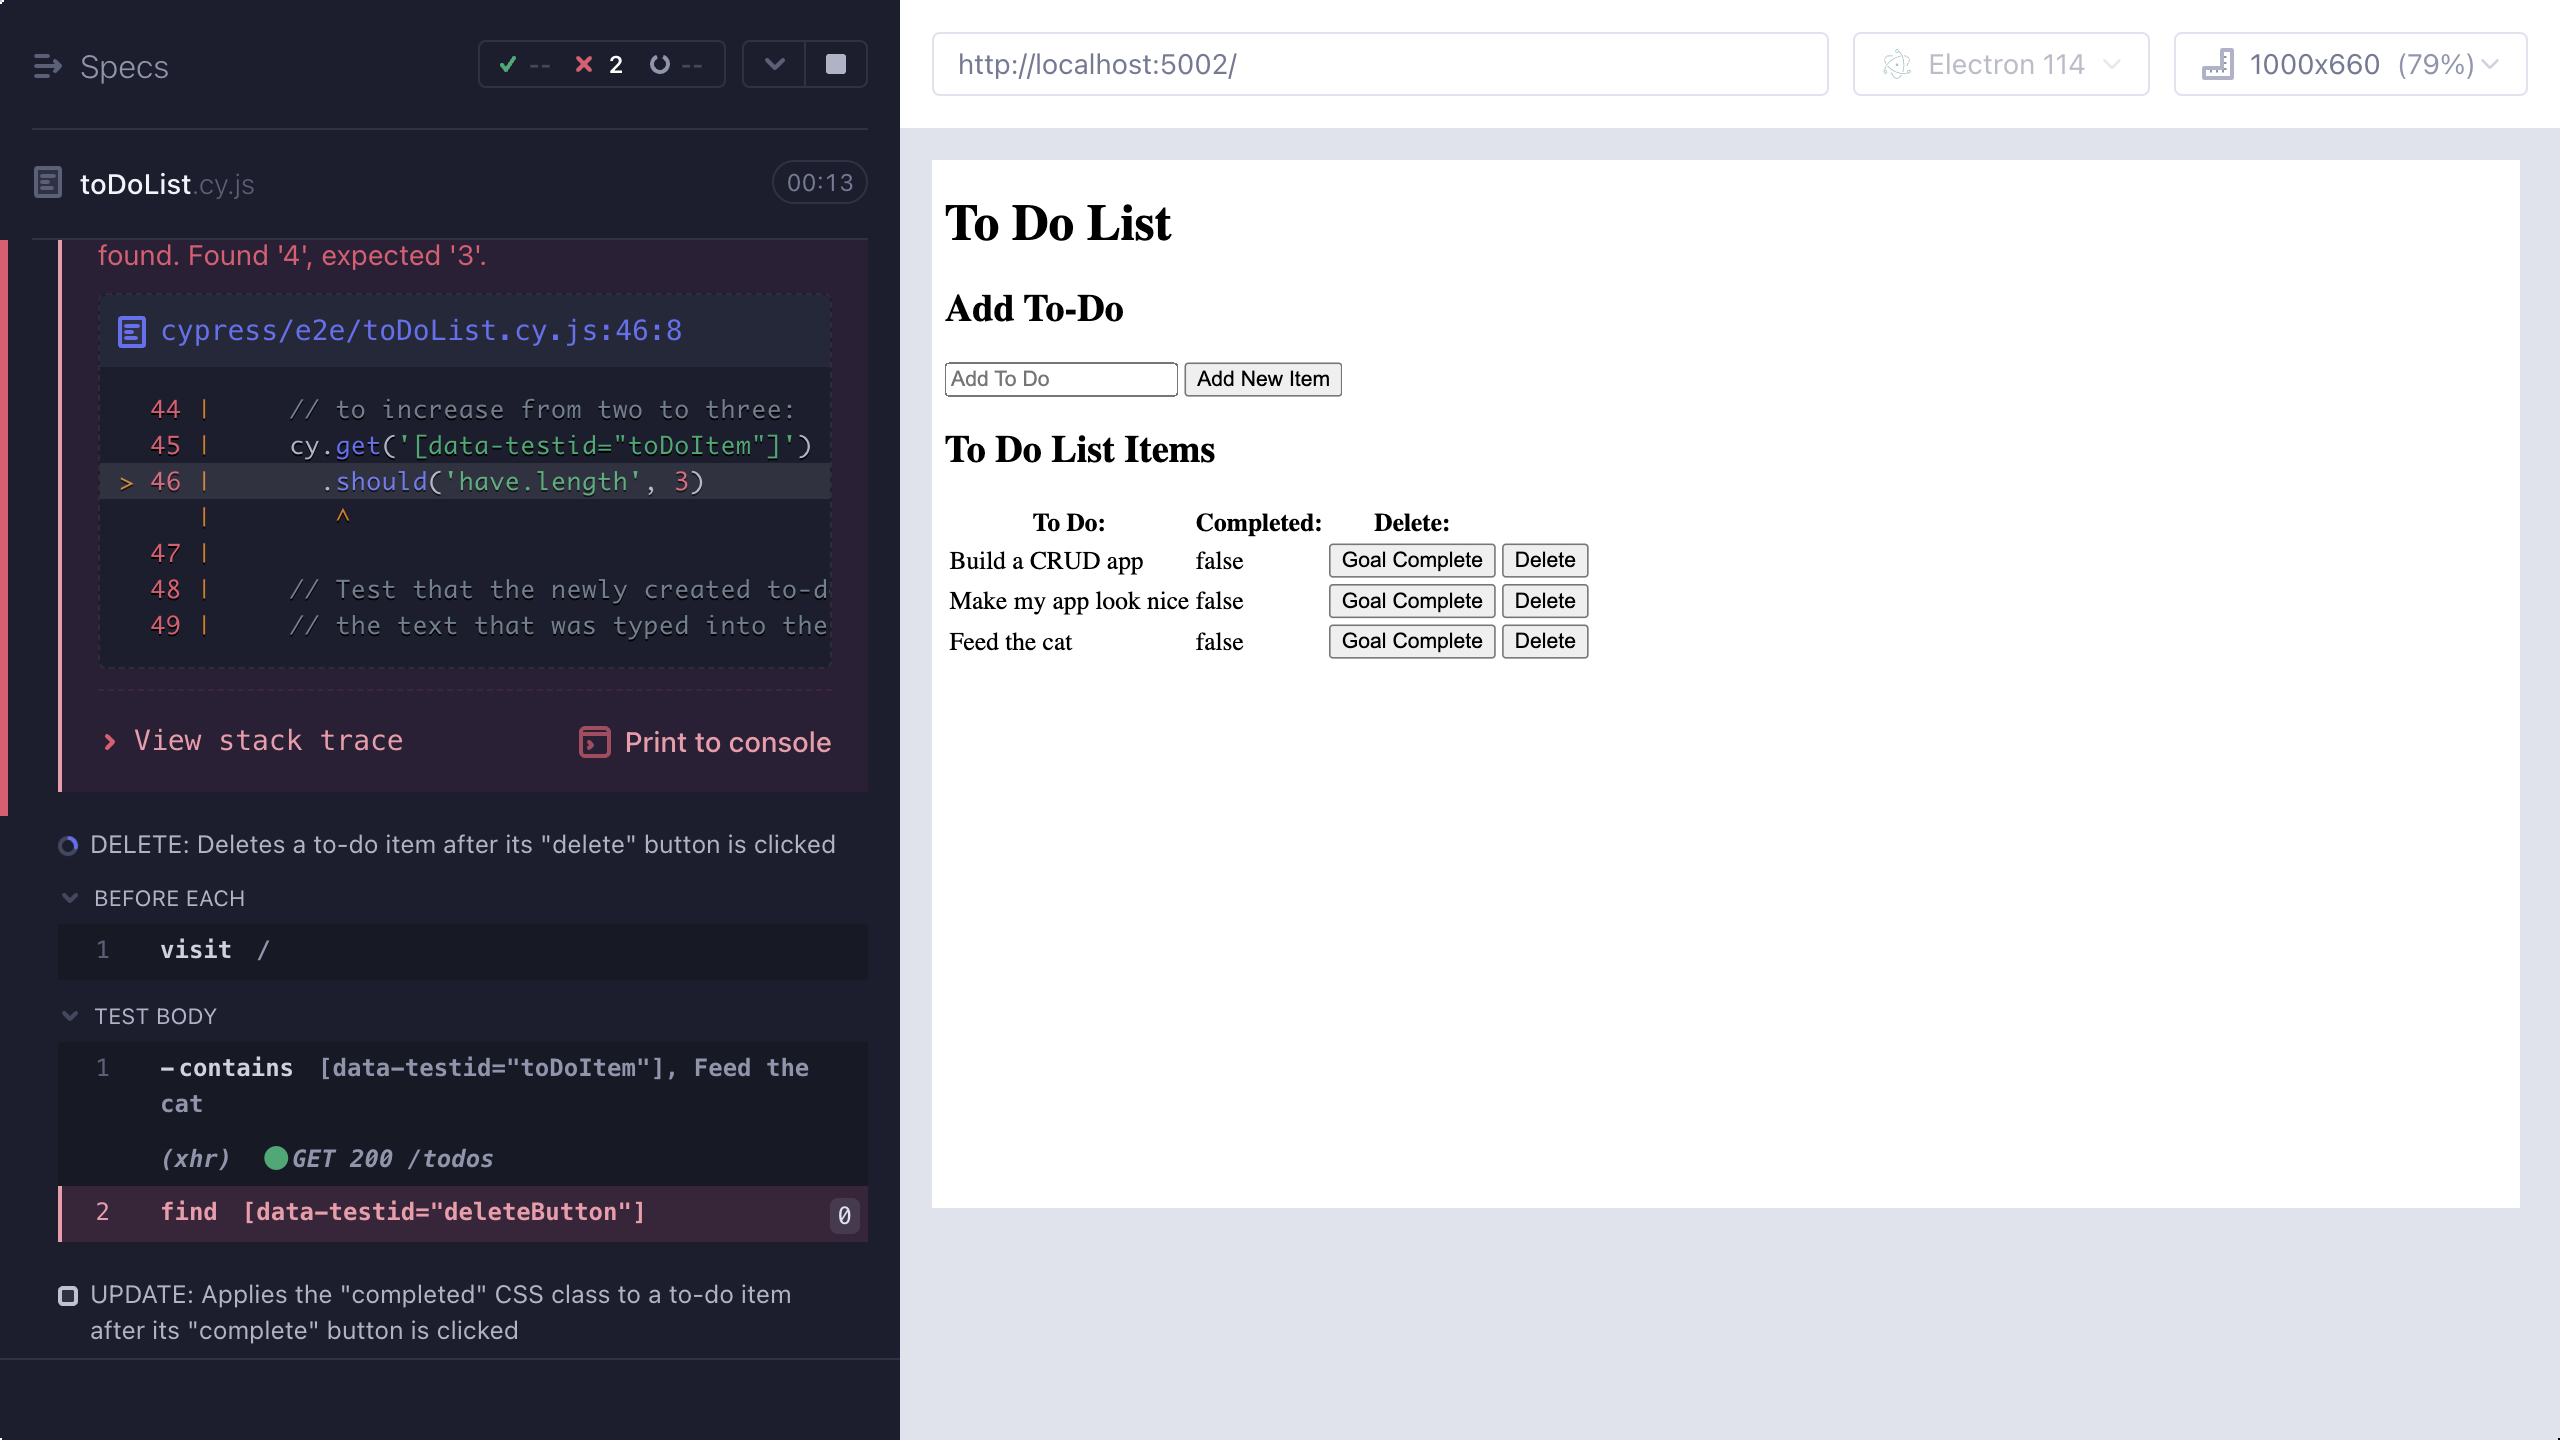 Specs
-- 2 --
toDoList.cy.js
00:13
found. Found '4', expected '3'.
cypress/e2e/toDoList.cy.js:46:8
44 | // to increase from two to three:
45 | cy.get('[data-testid="toDoItem"]')
> 46 | .should('have.length', 3)
| ^
47 |
48 | // Test that the newly created to-d
49 | // the text that was typed into the
View stack trace
Print to console
DELETE: Deletes a to-do item after its "delete" button is clicked
BEFORE EACH
1 visit /
TEST BODY
1 -contains [data-testid="toDoItem"], Feed the
cat
(xhr) GET 200 /todos
2 find [data-testid="deleteButton"] 0
UPDATE: Applies the "completed" CSS class to a to-do item
after its "complete" button is clicked
http://localhost:5002/
Electron 114
1000x660 (79%)
To Do List
Add To-Do
Add To Do Add New Item
To Do List Items
To Do: Completed: Delete:
Build a CRUD app false Goal Complete Delete
Make my app look nice false Goal Complete Delete
Feed the cat false Goal Complete Delete